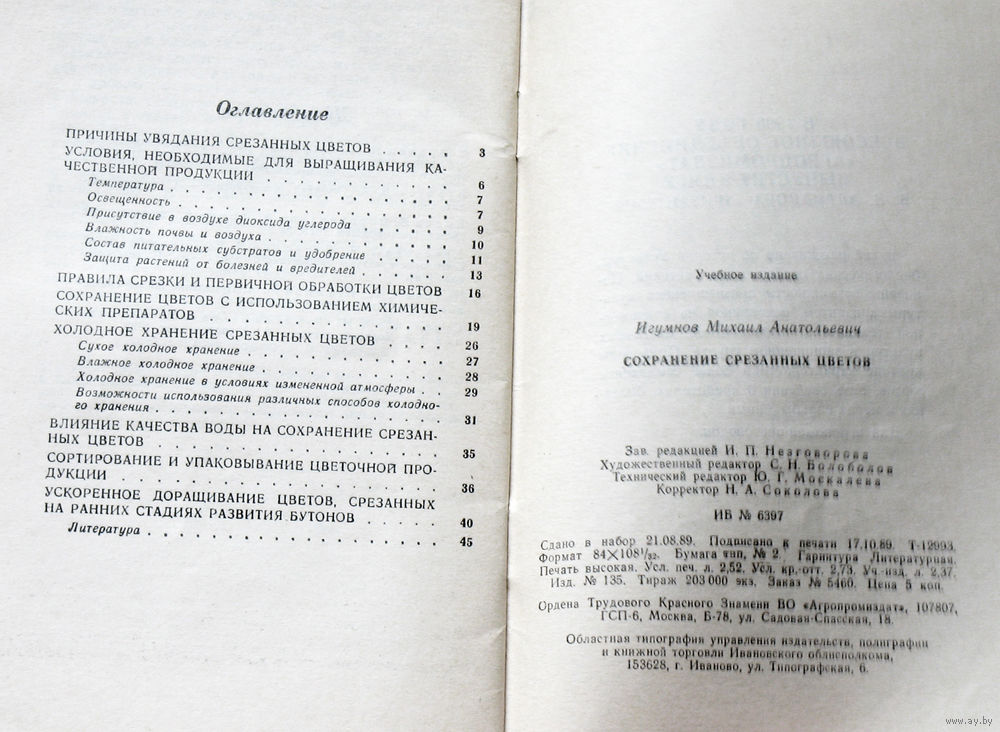 Оглавление
ПРИЧИНЫ УВЯДАНИЯ СРЕЗАННЫХ ЦВЕТОВ . . . . . 3
УСЛОВИЯ, НЕОБХОДИМЫЕ ДЛЯ ВЫРАЩИВАНИЯ КА-
ЧЕСТВЕННОЙ ПРОДУКЦИИ . . . . . . . . . . 6
Температура . . . . . . . . . . . . . . 7
Освещенность . . . . . . . . . . . . . . 7
Присутствие в воздухе диоксида углерода . . . . 9
Влажность почвы и воздуха . . . . . . . . . 10
Состав питательных субстратов и удобрение . . . . 11
Защита растений от болезней и вредителей . . . . 13
ПРАВИЛА СРЕЗКИ И ПЕРВИЧНОЙ ОБРАБОТКИ ЦВЕТОВ 16
СОХРАНЕНИЕ ЦВЕТОВ С ИСПОЛЬЗОВАНИЕМ ХИМИЧЕ-
СКИХ ПРЕПАРАТОВ . . . . . . . . . . . . 19
ХОЛОДНОЕ ХРАНЕНИЕ СРЕЗАННЫХ ЦВЕТОВ . . . . 26
Сухое холодное хранение . . . . . . . . . . 27
Влажное холодное хранение . . . . . . . . . 28
Холодное хранение в условиях измененной атмосферы . . 29
Возможности использования различных способов холодно-
го хранения . . . . . . . . . . . . . . 31
ВЛИЯНИЕ КАЧЕСТВА ВОДЫ НА СОХРАНЕНИЕ СРЕЗАН-
НЫХ ЦВЕТОВ . . . . . . . . . . . . . . 35
СОРТИРОВАНИЕ И УПАКОВЫВАНИЕ ЦВЕТОЧНОЙ ПРО-
ДУКЦИИ . . . . . . . . . . . . . . . . 36
УСКОРЕННОЕ ДОРАЩИВАНИЕ ЦВЕТОВ, СРЕЗАННЫХ
НА РАННИХ СТАДИЯХ РАЗВИТИЯ БУТОНОВ . . . . 40
Литература . . . . . . . . . . . . . . . 45
Учебное издание
Игумнов Михаил Анатольевич
СОХРАНЕНИЕ СРЕЗАННЫХ ЦВЕТОВ
Зав. редакцией И. П. Незговорова
Художественный редактор С. Н. Болоболов
Технический редактор Ю. Г. Москалева
Корректор Н. А. Соколова
ИБ № 6397
Сдано в набор 21.08.89. Подписано к печати 17.10.89. Т-12993.
Формат 84×108¹/₃₂. Бумага тип. № 2. Гарнитура Литературная.
Печать высокая. Усл. печ. л. 2,52. Усл. кр.-отт. 2,73. Уч.-изд. л. 2,37.
Изд. № 135. Тираж 203 000 экз. Заказ № 5460. Цена 5 коп.
Ордена Трудового Красного Знамени ВО «Агропромиздат», 107807,
ГСП-6, Москва, Б-78, ул. Садовая-Спасская, 18.
Областная типография управления издательств, полиграфии
и книжной торговли Ивановского облисполкома,
153628, г. Иваново, ул. Типографская, 6.
www.ay.by